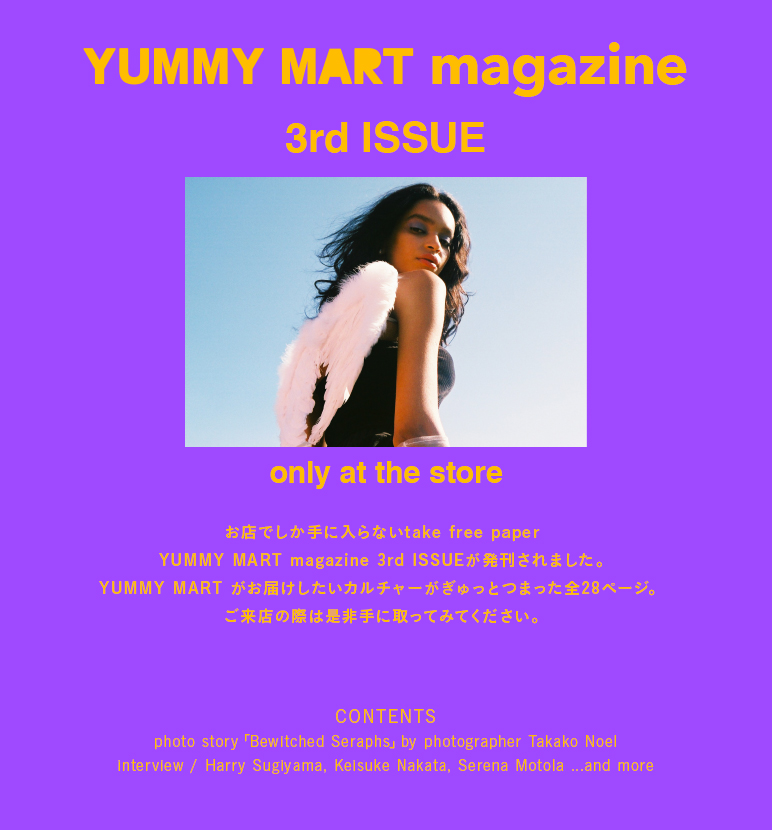 YUMMY MART magazine
3rd ISSUE
only at the store
お店でしか手に入らないtake free paper
YUMMY MART magazine 3rd ISSUEが発刊されました。
YUMMY MART がお届けしたいカルチャーがぎゅっとつまった全28ページ。
ご来店の際は是非手に取ってみてください。
CONTENTS
photo story「Bewitched Seraphs」by photographer Takako Noel
interview / Harry Sugiyama, Keisuke Nakata, Serena Motola ...and more